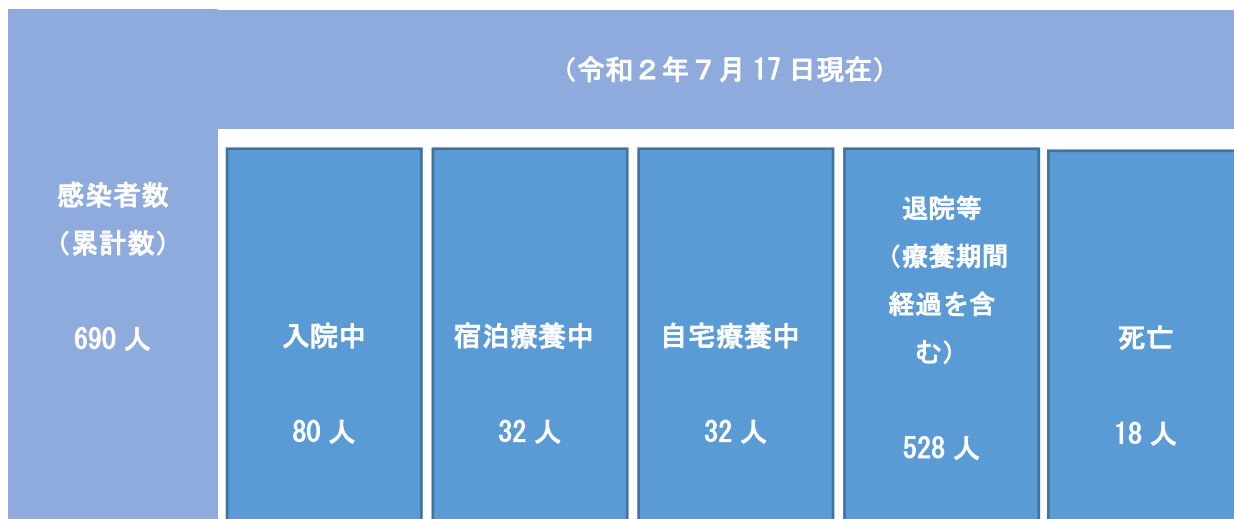 （令和２年７月 17 日現在）
感染者数
（累計数）
690 人
入院中
80 人
宿泊療養中
32 人
自宅療養中
32 人
退院等
（療養期間
経過を含
む）
528 人
死亡
18 人